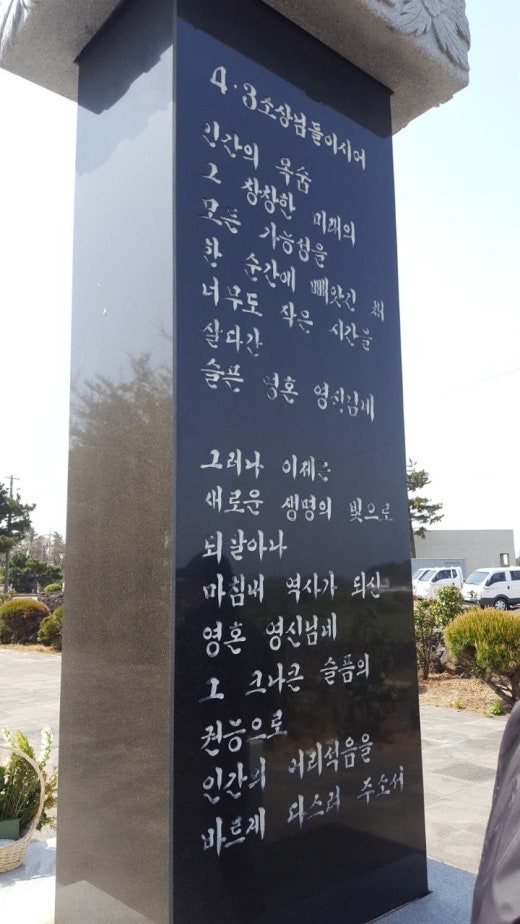 4·3소상님들이시어
인간의 목숨
그 창창한 미래의
모든 가능성을
한 순간에 빼앗긴 채
너무도 작은 시간을
살다간
슬픈 영혼 영신님네
그러나 이제는
새로운 생명의 빛으로
되살아나
마침내 역사가 되신
영혼 영신님네
그 크나큰 슬픔의
권능으로
인간의 어리석음을
바르게 다스려 주소서